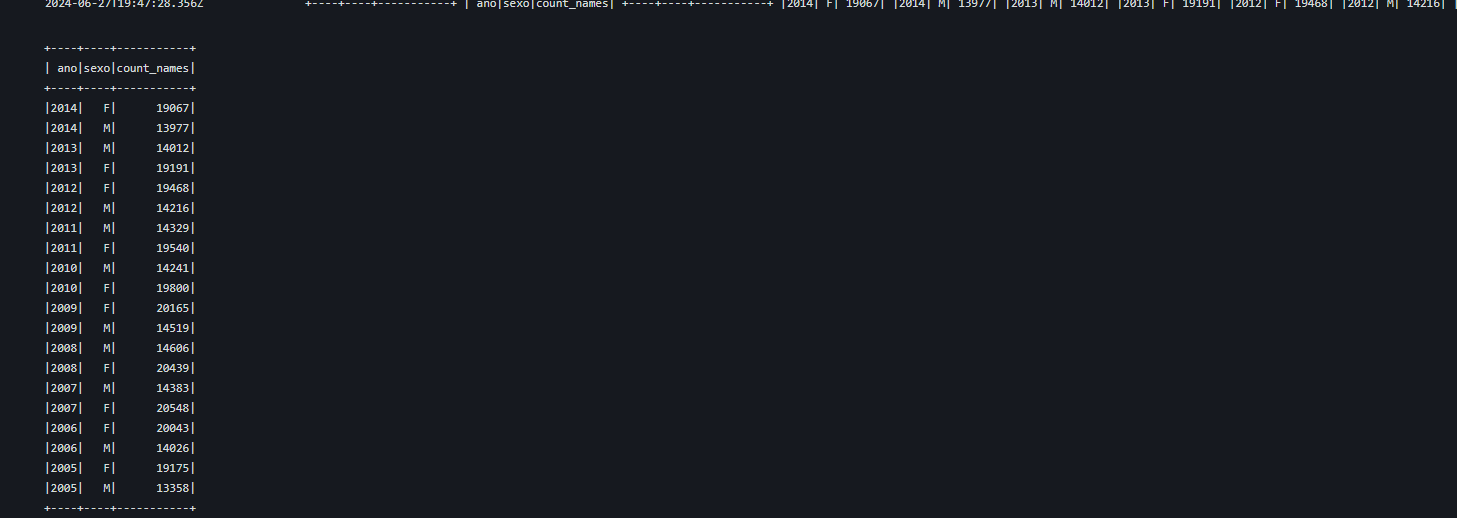 2024-06-27T19:47:28.356Z +----+----+-----------+ | ano|sexo|count_names| +----+----+-----------+ |2014| F| 19067| |2014| M| 13977| |2013| M| 14012| |2013| F| 19191| |2012| F| 19468| |2012| M| 14216| |
+----+----+-----------+
| ano|sexo|count_names|
+----+----+-----------+
|2014|   F|      19067|
|2014|   M|      13977|
|2013|   M|      14012|
|2013|   F|      19191|
|2012|   F|      19468|
|2012|   M|      14216|
|2011|   M|      14329|
|2011|   F|      19540|
|2010|   M|      14241|
|2010|   F|      19800|
|2009|   F|      20165|
|2009|   M|      14519|
|2008|   M|      14606|
|2008|   F|      20439|
|2007|   M|      14383|
|2007|   F|      20548|
|2006|   F|      20043|
|2006|   M|      14026|
|2005|   F|      19175|
|2005|   M|      13358|
+----+----+-----------+